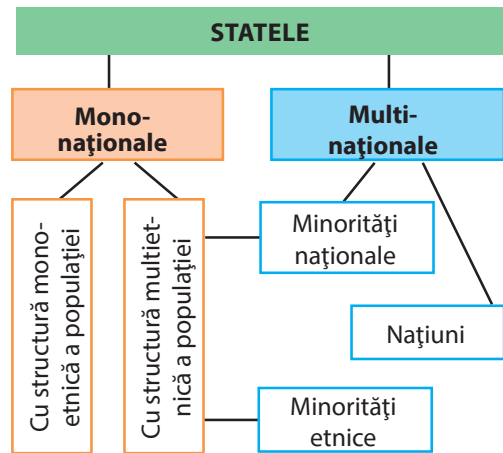 STATELE
Mono-
naţionale
Multi-
naţionale
Cu structură mono-
etnică a populaţiei
Cu structură multiet-
nică a populaţiei
Minorităţi
naţionale
Naţiuni
Minorităţi
etnice